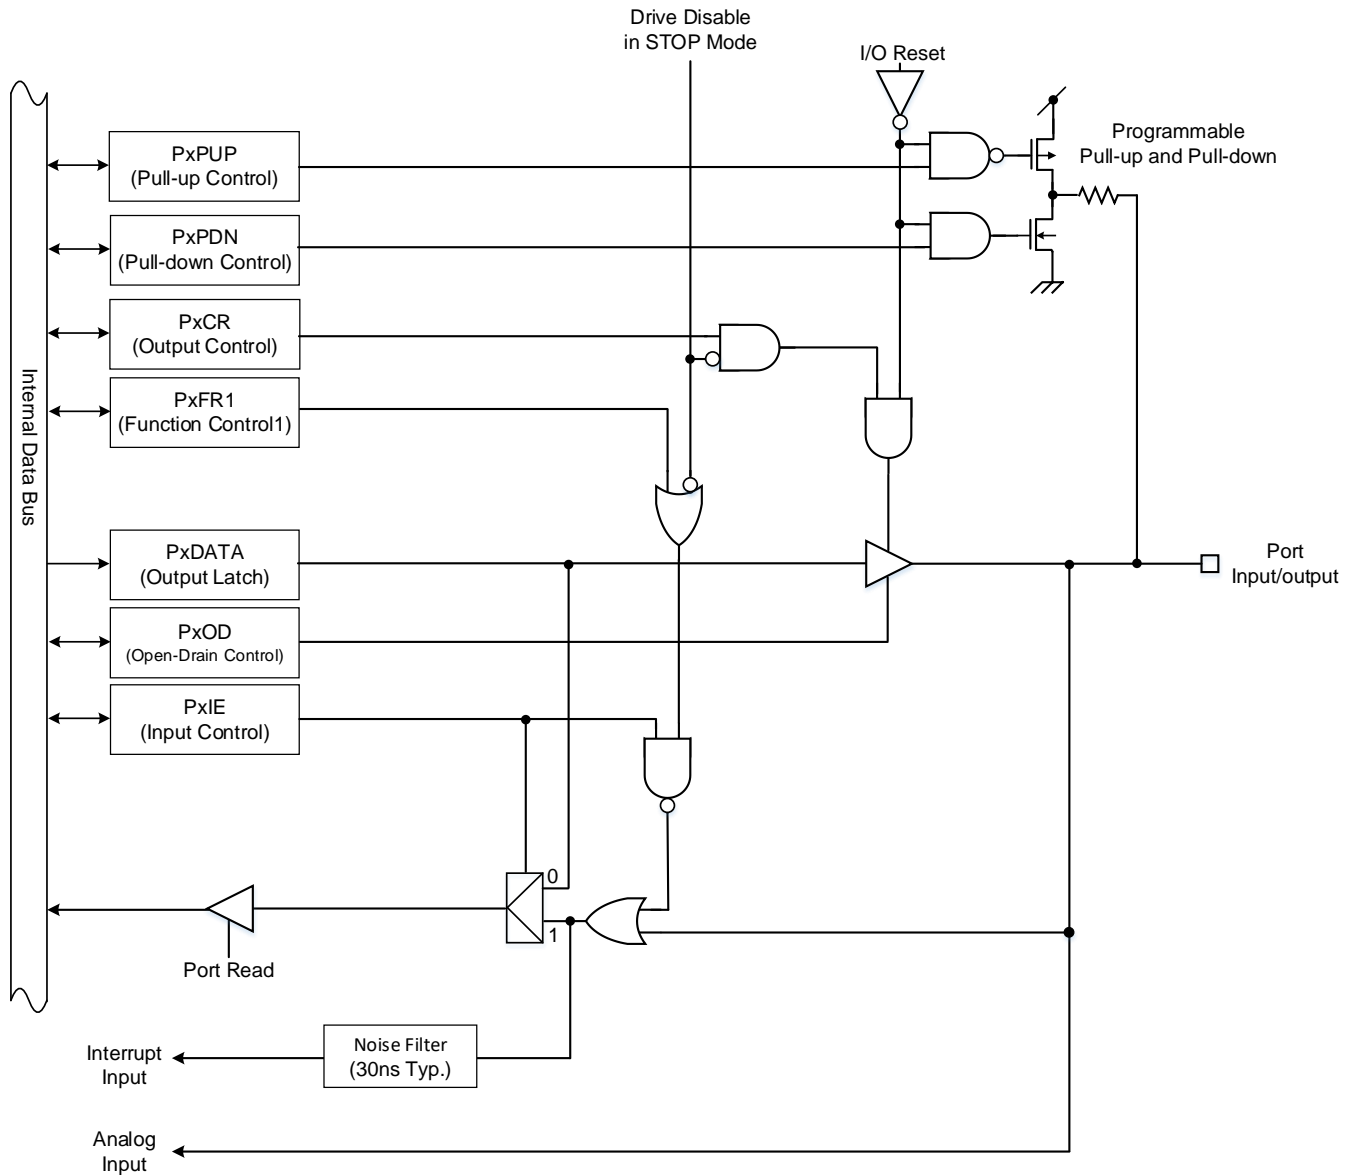 Drive Disable
in STOP Mode
I/O Reset
Programmable
Pull-up and Pull-down
PxPUP
(Pull-up Control)
PxPDN
(Pull-down Control)
PxCR
(Output Control)
PxFR1
(Function Control1)
Internal Data Bus
PxDATA
(Output Latch)
Port
Input/output
PxOD
(Open-Drain Control)
PxIE
(Input Control)
0
1
Port Read
Noise Filter
(30ns Typ.)
Interrupt
Input
Analog
Input